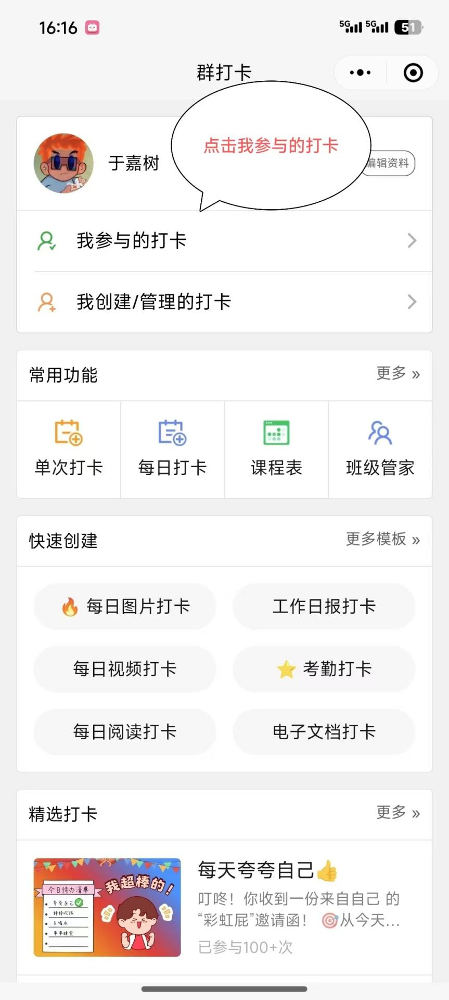 16:16
5G 5G 51
群打卡
点击我参与的打卡
于嘉树
编辑资料
我参与的打卡
我创建/管理的打卡
常用功能
更多 »
单次打卡
每日打卡
课程表
班级管家
快速创建
更多模板 »
每日图片打卡
工作日报打卡
每日视频打卡
考勤打卡
每日阅读打卡
电子文档打卡
精选打卡
更多 »
今日待办清单
夸夸自己
好好吃饭
多喝水
早早睡觉
我超棒的！
每天夸夸自己👍
叮咚！你收到一份来自自己 的
“彩虹屁”邀请函！ 🎯从今天...
已参与100+次